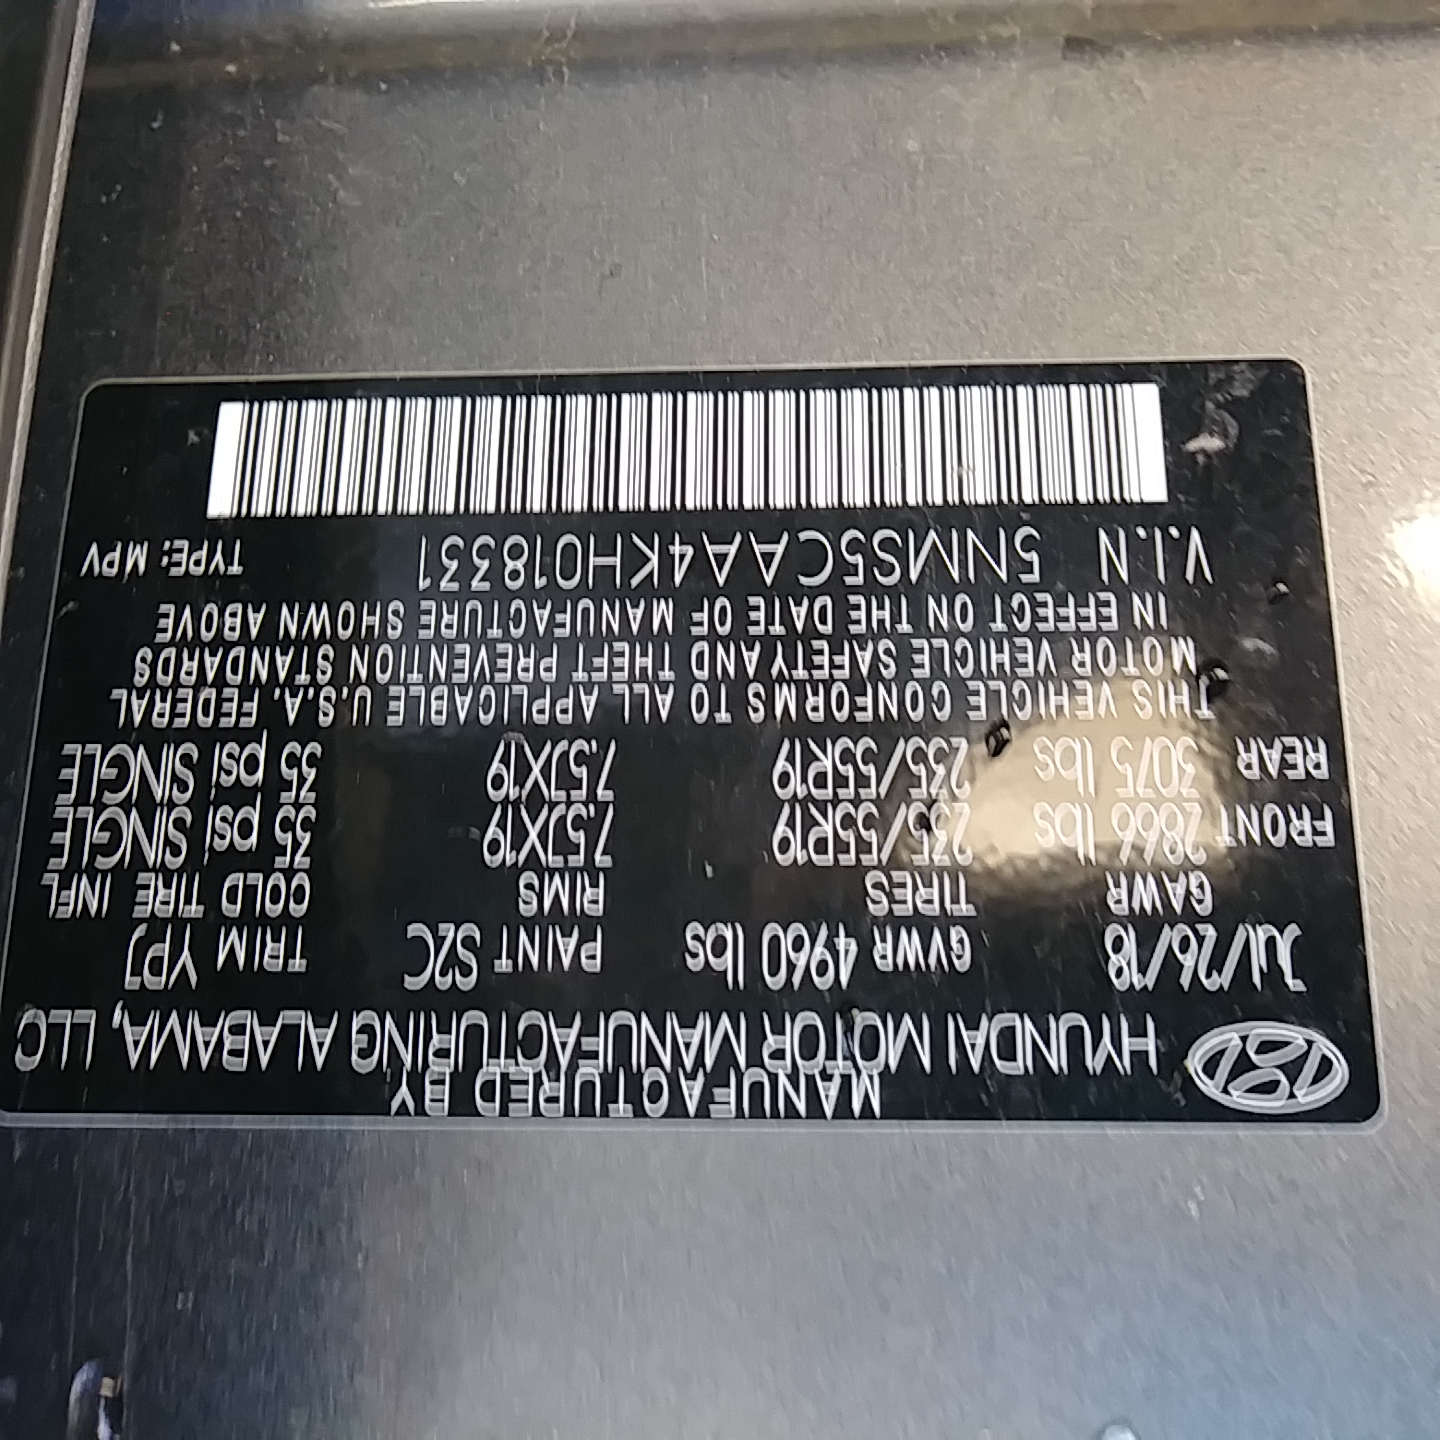 MANUFACTURED BY:
HYUNDAI MOTOR MANUFACTURING ALABAMA, LLC
Jul/26/18 GVWR 4960 lbs PAINT S2C TRIM YPJ
GAWR TIRES RIMS COLD TIRE INFL
FRONT 2866 lbs 235/55R19 7.5JX19 35 psi SINGLE
REAR 3075 lbs 235/55R19 7.5JX19 35 psi SINGLE
THIS VEHICLE CONFORMS TO ALL APPLICABLE U.S.A. FEDERAL
MOTOR VEHICLE SAFETY AND THEFT PREVENTION STANDARDS
IN EFFECT ON THE DATE OF MANUFACTURE SHOWN ABOVE
V.I.N 5NMS5CAA4KH018331 TYPE: MPV